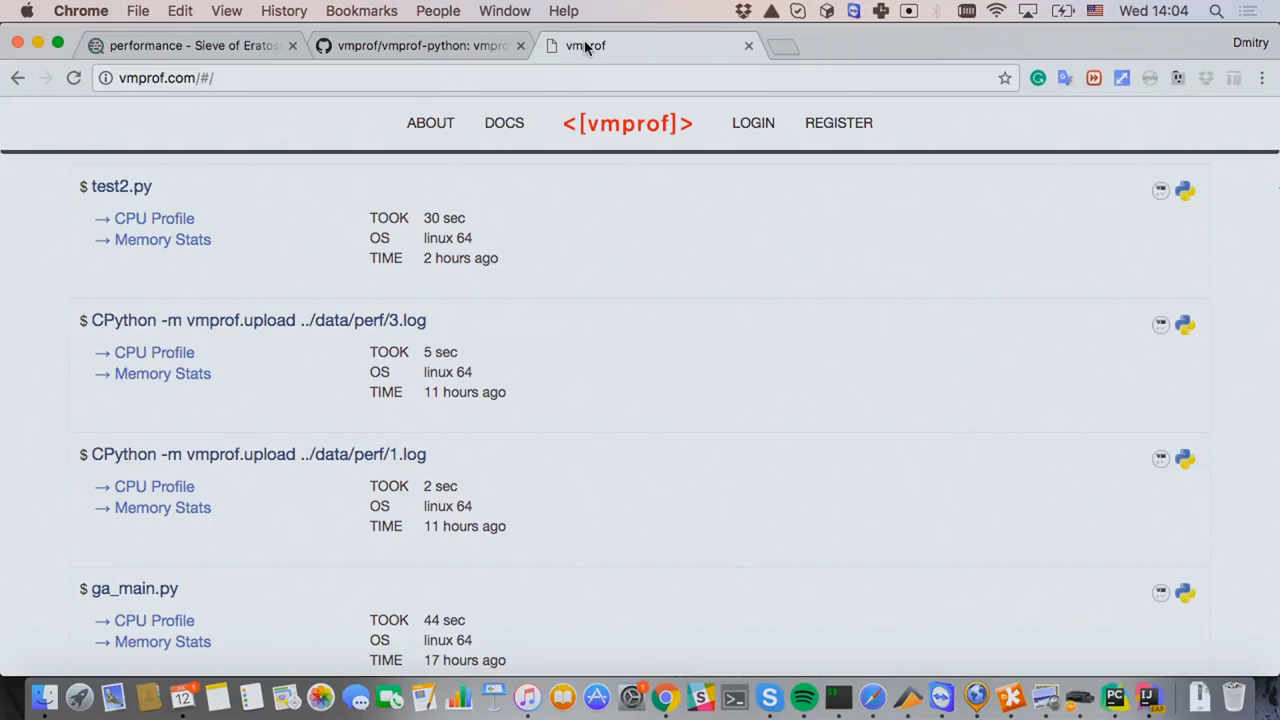 Chrome File Edit View History Bookmarks People Window Help Wed 14:04
performance - Sieve of Eratos vmprof/vmprof-python: vmpro vmprof Dmitry
vmprof.com/#/
ABOUT DOCS <[vmprof]> LOGIN REGISTER
$ test2.py
→ CPU Profile TOOK 30 sec
→ Memory Stats OS linux 64
TIME 2 hours ago
$ CPython -m vmprof.upload ../data/perf/3.log
→ CPU Profile TOOK 5 sec
→ Memory Stats OS linux 64
TIME 11 hours ago
$ CPython -m vmprof.upload ../data/perf/1.log
→ CPU Profile TOOK 2 sec
→ Memory Stats OS linux 64
TIME 11 hours ago
$ ga_main.py
→ CPU Profile TOOK 44 sec
→ Memory Stats OS linux 64
TIME 17 hours ago